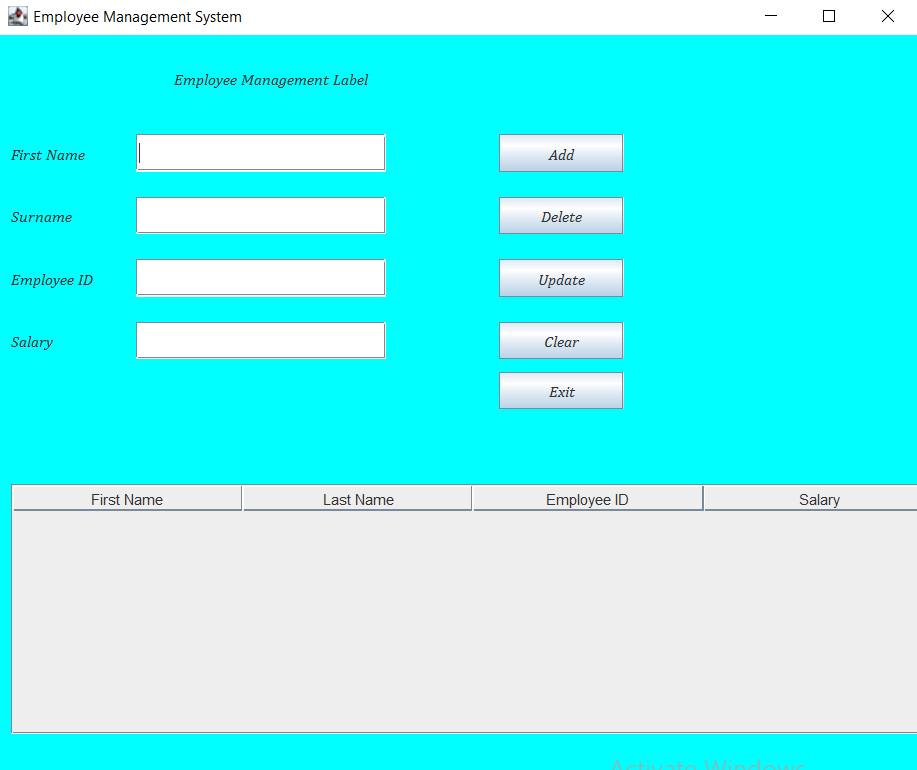 Employee Management System
Employee Management Label
First Name
Add
Surname
Delete
Employee ID
Update
Salary
Clear
Exit
First Name Last Name Employee ID Salary
Activate Windows